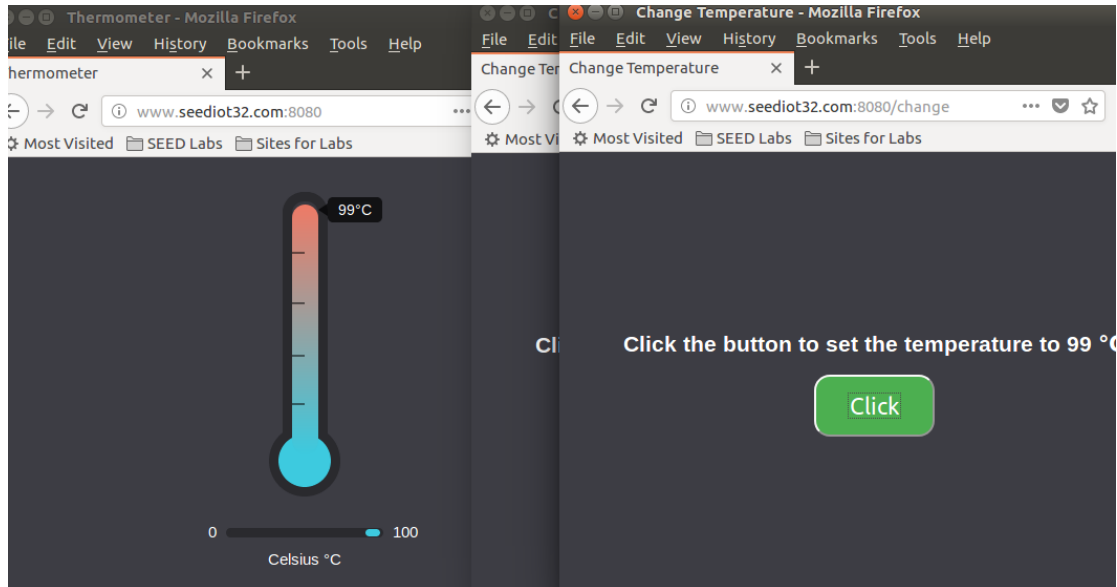 Thermometer - Mozilla Firefox
ile Edit View History Bookmarks Tools Help
hermometer × +
www.seediot32.com:8080
Most Visited SEED Labs Sites for Labs
99°C
0 100
Celsius °C
C
File Edit
Change Ter
Most Vi
Cli
Change Temperature - Mozilla Firefox
File Edit View History Bookmarks Tools Help
Change Temperature × +
www.seediot32.com:8080/change
Most Visited SEED Labs Sites for Labs
Click the button to set the temperature to 99 °C
Click